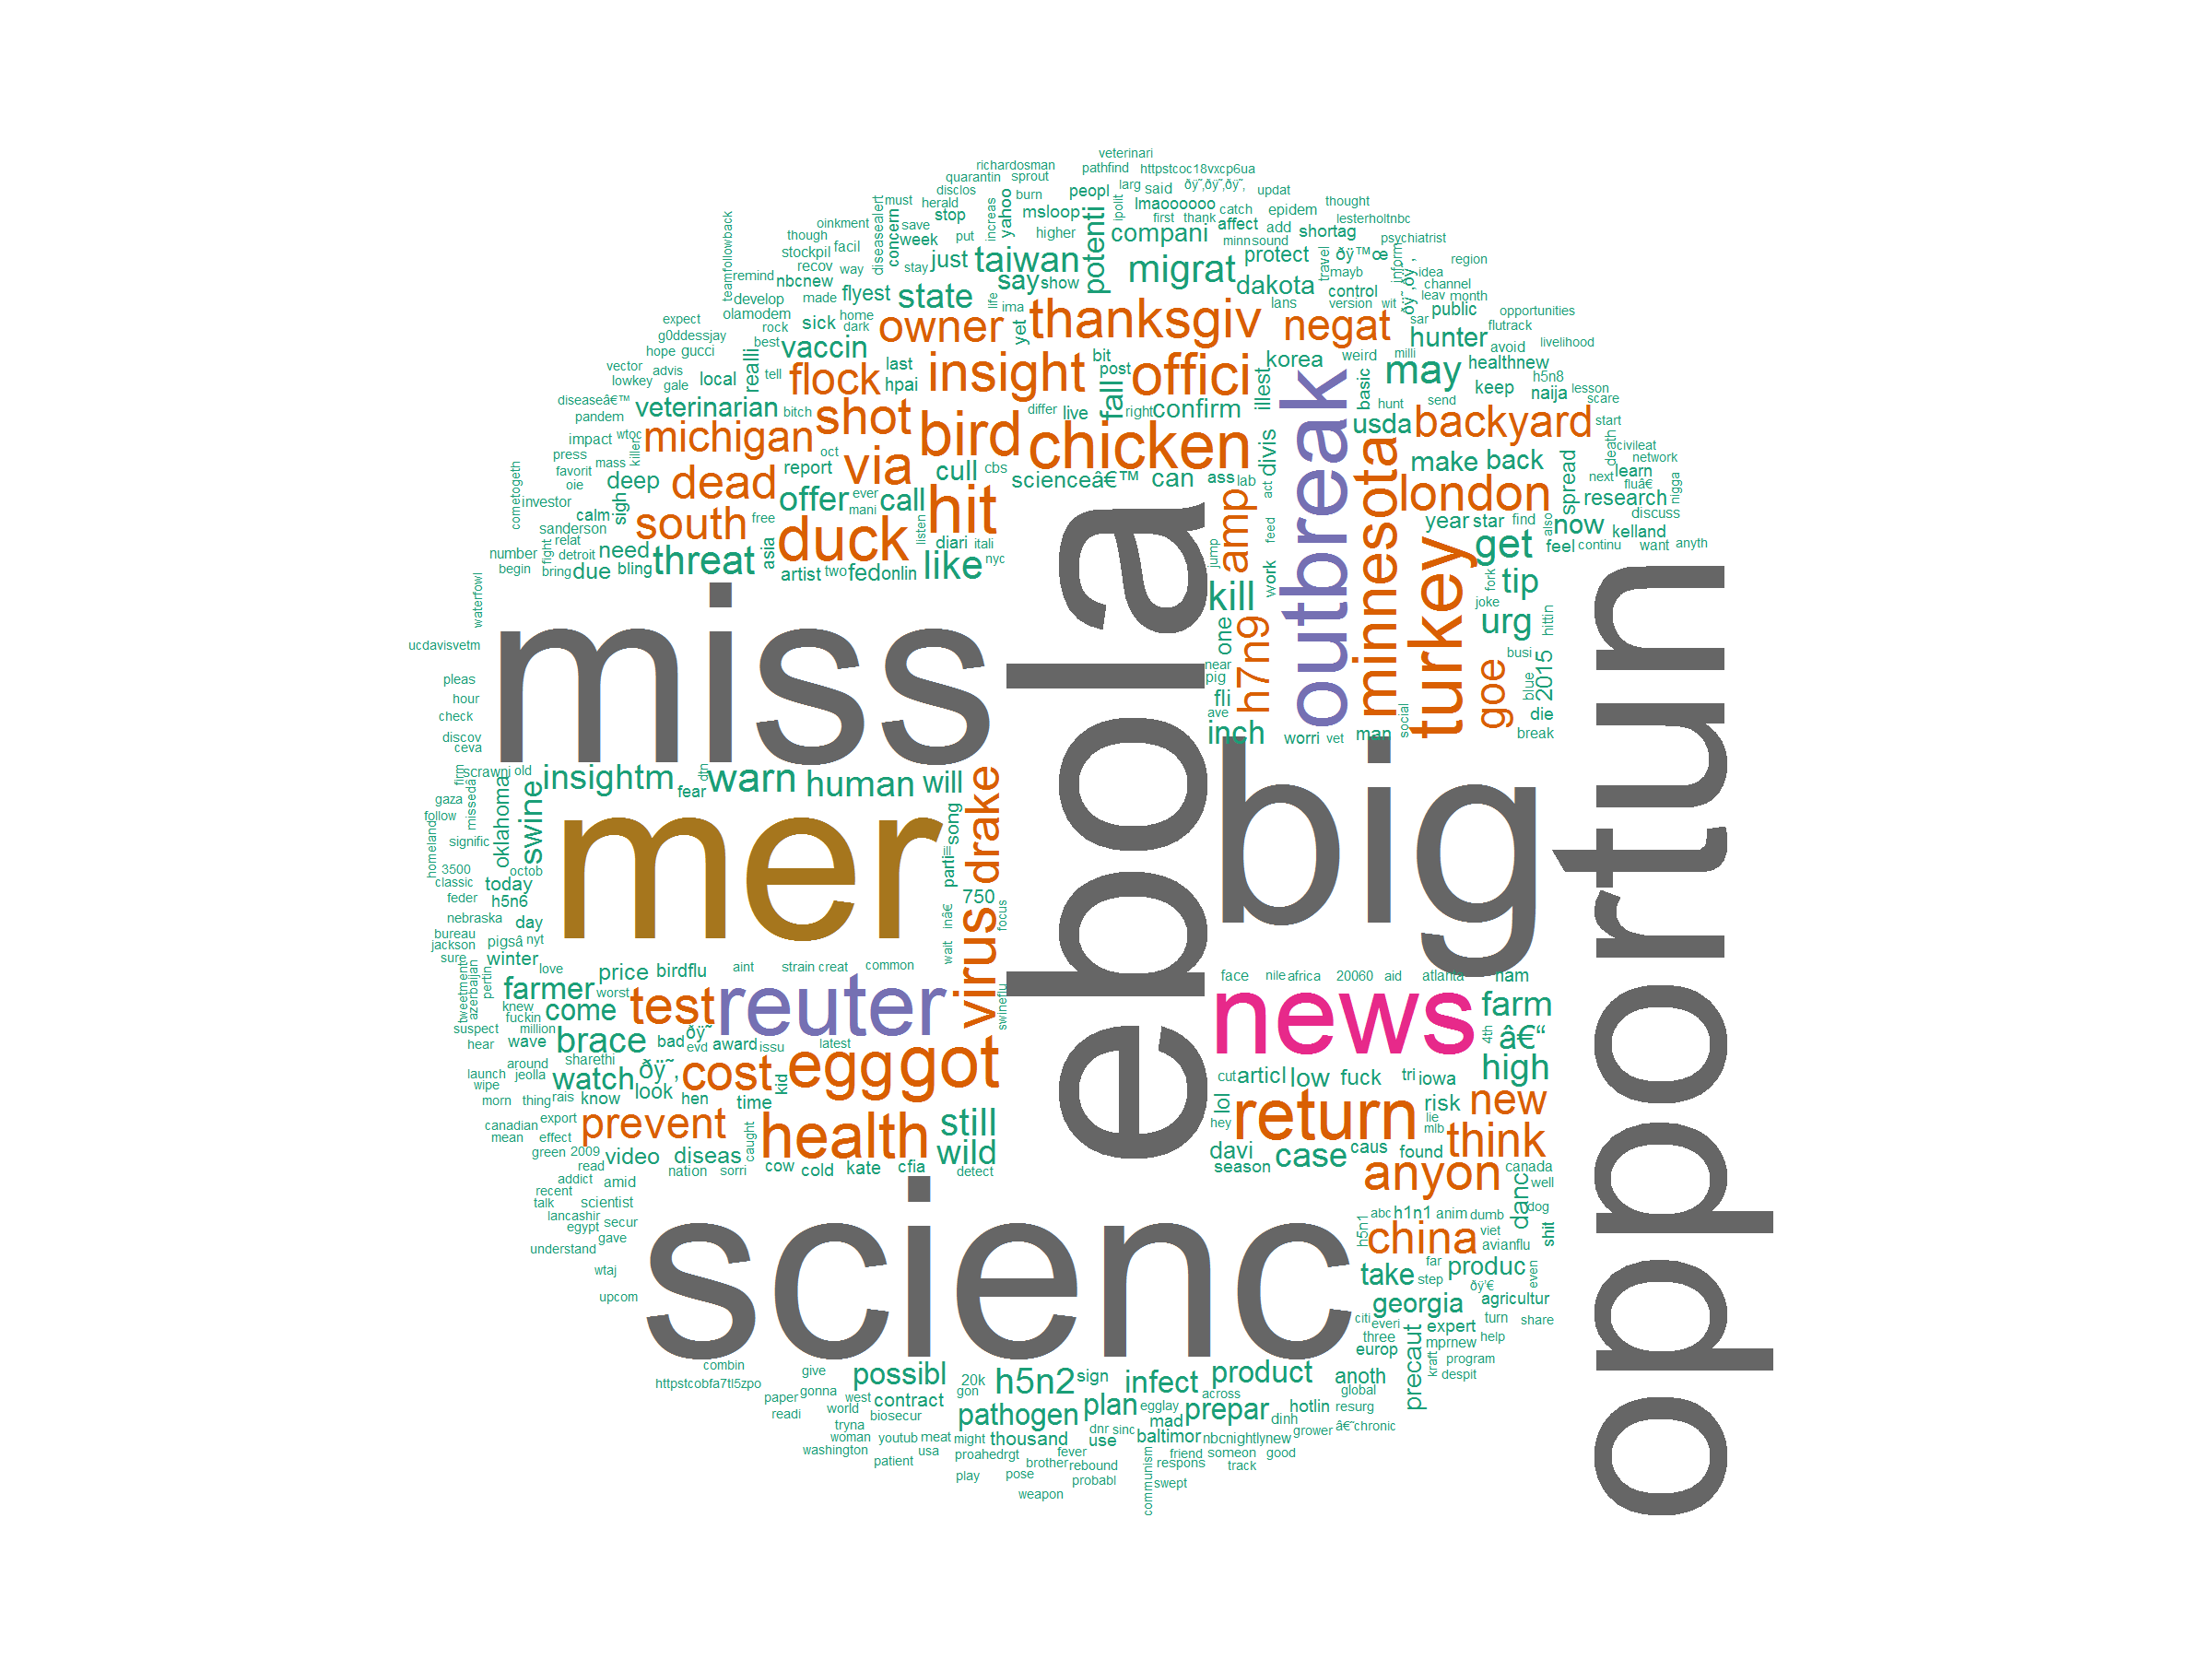 veterinari
richardosman pathfind httpstcoc18vxcp6ua
quarantin sprout larg said ðÿ˜‚ðÿ˜‚ðÿ˜‚
disclos burn peopl updat
oinkment must herald stop increas yahoo msloop potenti ipolit lmaoooooo catch epidem thought
teamfollowback though diseasealert concern save week put higher first thank affect add lesterholtnbc
compani minn sound shortag psychiatrist
stockpil facil stay just taiwan migrat protect travel ðÿ™œ inform region
remind recov way say show dakota mayb control idea channel
nbcnew flyest state life ima lans version wit leav month
develop made olamodem home public opportunities
expect rock sick dark owner yet thanksgiv negat sar hunter flutrack
g0ddessjay best vaccin last bit korea weird milli avoid livelihood
hope gucci realli tell flock hpai insight post offici illest basic may healthnew
vector advis lowkey gale local keep h5n8 lesson
diseaseâ€™ veterinarian bitch shot differ live fall right confirm hunt send naija scare
pandem michigan bird chicken outbreak usda backyard start
impact wtoc killer oct via cull cbs divis minnesota make back spread death civileat
press mass report scienceâ€™ can ass lab network
favorit oie deep dead offer ever call hit amp act london learn
cometogeth investor sigh mani research next fluâ€ nigga
calm south free listen year star find also now discuss
sanderson relat duck diari itali feed kelland
number fight detroit need threat asia like nyc jump turkey get feel continu want anyth
begin bring due bling artist two fed onlin work fork tip
waterfowl kill joke urg hittin
miss ebola one h7n9 opportun
ucdavisvetm near pig goe busi
pleas fli blue 2015
hour ave social die
check inch worri vet man break
discov ceva
scrawni old insightm dtn warn human will big
firm fear
gaza missedâ oklahoma swine drake
follow mer song
homeland signific parti=
3500 octob
classic today 750
feder h5n6 virus inâ€ focus
nebraska day
bureau
jackson pigsâ nyt wait
sure winter love price birdflu aint strain creat common face nile africa 20060 aid atlanta nam
tweetment azerbaijan pertin farmer worst test reuter swineflu news farm
knew fuckin come
suspect million bad ðÿ˜ 4th â€“
hear wave brace evd award issu latest
around sharethi ðÿ˜‚ cost egg got high
launch jeolla watch look kid cut articl low fuck tri iowa
wipe rais
morn thing know hen time lol return risk new
export prevent health still hey lie
canadian mlb think
mean effect caught davi
green 2009 video diseas wild season case caus found
read nation sorri cow cold kate cfia detect anyon canada
addict amid well
recent
talk scientist danc dog
lancashir scienc abc h1n1 anim dumb
egypt secur h5n1 china viet shit
gave avianflu
understand far
wtaj take step produc even
ðÿ’€
upcom georgia agricultur
citi everi expert turn share
three mprnew help
combin give possibl 20k h5n2 sign infect product europ precaut kraft program
httpstcobfa7tl5zpo anoth despit
paper gonna west contract gon across global
readi world pathogen plan egglay prepar hotlin resurg
tryna biosecur mad dinh
woman youtub meat might thousand dnr sinc use baltimor nbcnightlynew grower â€˜chronic
washington usa proahedrgt fever friend someon good
patient brother rebound respons track
play pose probabl communism swept
weapon